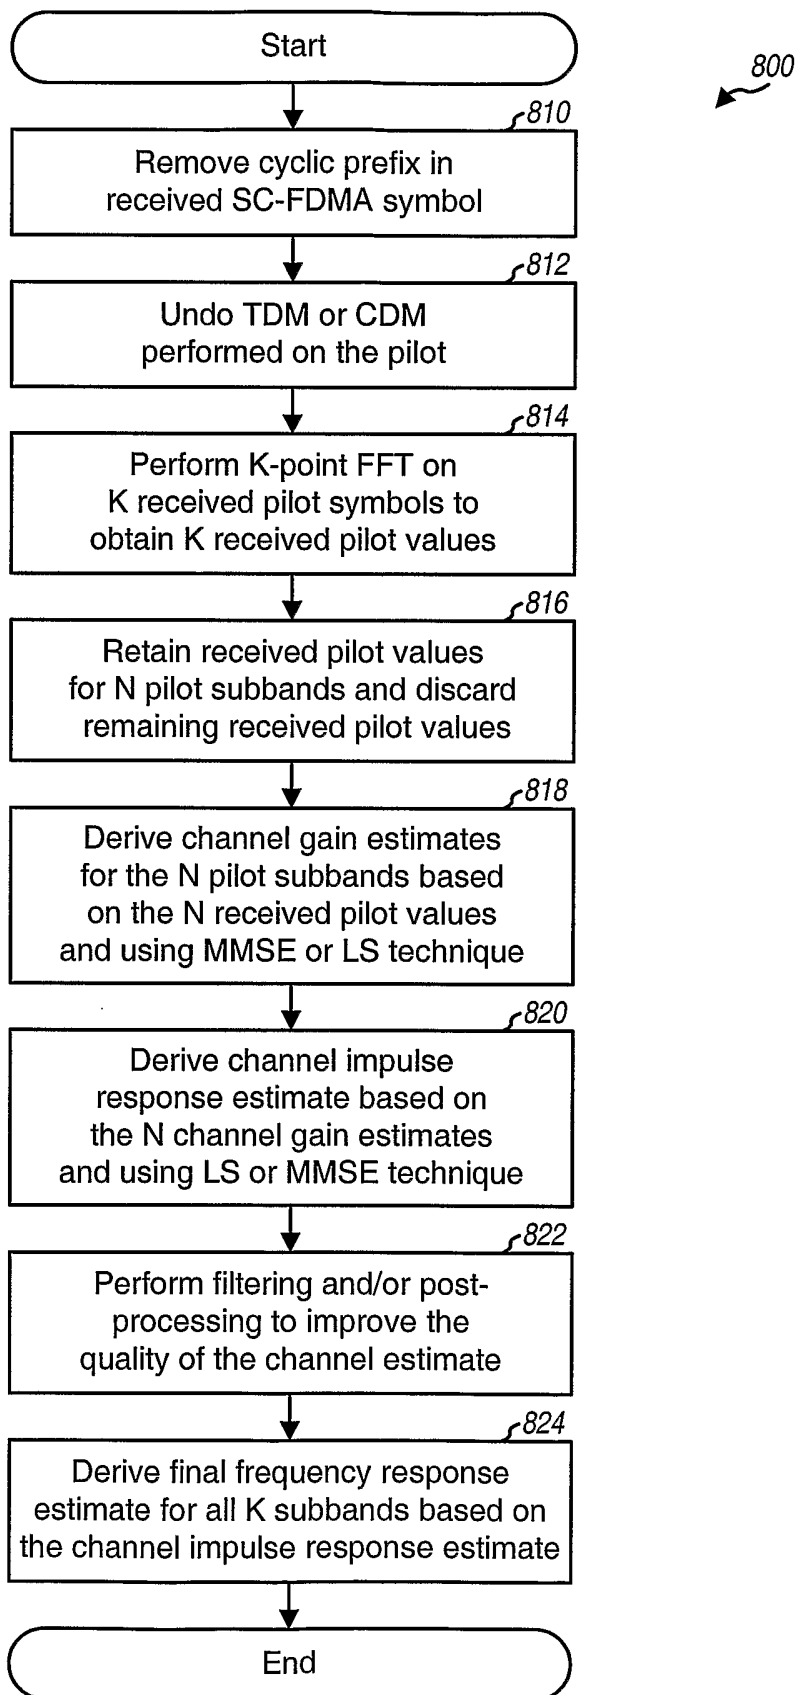 Start
800
810
Remove cyclic prefix in
received SC-FDMA symbol
812
Undo TDM or CDM
performed on the pilot
814
Perform K-point FFT on
K received pilot symbols to
obtain K received pilot values
816
Retain received pilot values
for N pilot subbands and discard
remaining received pilot values
818
Derive channel gain estimates
for the N pilot subbands based
on the N received pilot values
and using MMSE or LS technique
820
Derive channel impulse
response estimate based on
the N channel gain estimates
and using LS or MMSE technique
822
Perform filtering and/or post-
processing to improve the
quality of the channel estimate
824
Derive final frequency response
estimate for all K subbands based on
the channel impulse response estimate
End